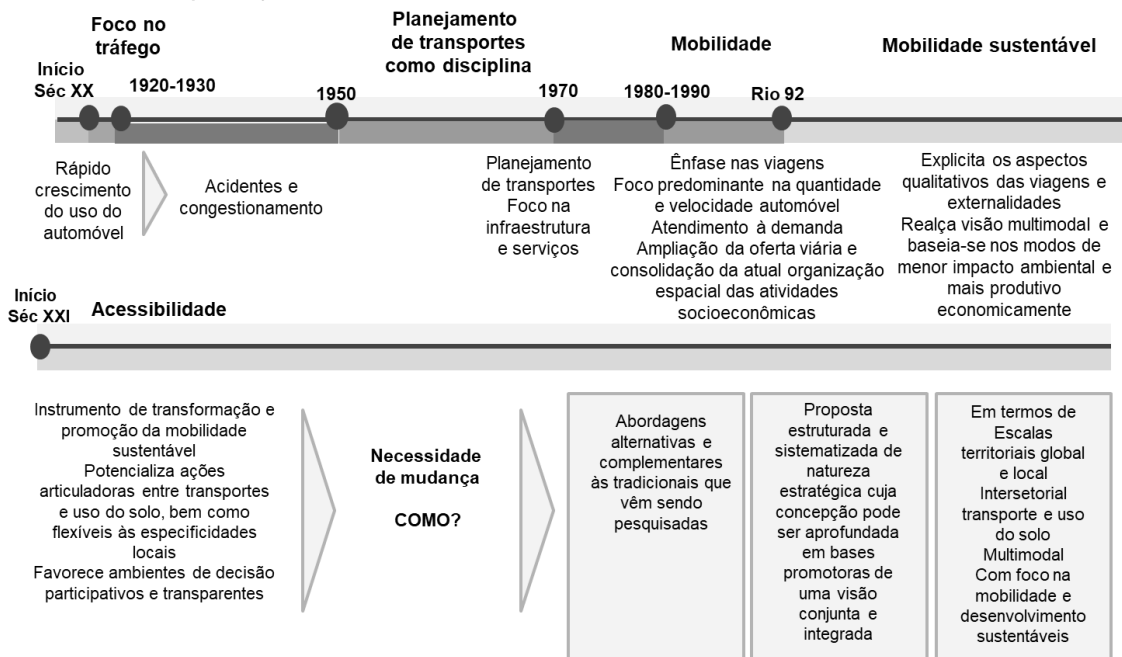 Foco no
tráfego
Planejamento
de transportes
como disciplina
Mobilidade
Mobilidade sustentável
Início
Séc XX
1920-1930
1950
1970
1980-1990
Rio 92
Rápido
crescimento
do uso do
automóvel
Acidentes e
congestionamento
Planejamento
de transportes
Foco na
infraestrutura
e serviços
Ênfase nas viagens
Foco predominante na quantidade
e velocidade automóvel
Atendimento à demanda
Ampliação da oferta viária e
consolidação da atual organização
espacial das atividades
socioeconômicas
Explicita os aspectos
qualitativos das viagens e
externalidades
Realça visão multimodal e
baseia-se nos modos de
menor impacto ambiental e
mais produtivo
economicamente
Início
Séc XXI
Acessibilidade
Instrumento de transformação e
promoção da mobilidade
sustentável
Potencializa ações
articuladoras entre transportes
e uso do solo, bem como
flexíveis às especificidades
locais
Favorece ambientes de decisão
participativos e transparentes
Necessidade
de mudança
COMO?
Abordagens
alternativas e
complementares
às tradicionais que
vêm sendo
pesquisadas
Proposta
estruturada e
sistematizada de
natureza
estratégica cuja
concepção pode
ser aprofundada
em bases
promotoras de
uma visão
conjunta e
integrada
Em termos de
Escalas
territoriais global
e local
Intersetorial
transporte e uso
do solo
Multimodal
Com foco na
mobilidade e
desenvolvimento
sustentáveis